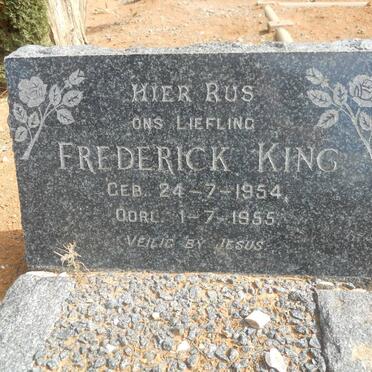 HIER RUS
ONS LIEFLING
FREDERICK KING
GEB. 24-7-1954,
OORL. 1-7-1955.
VEILIG BY JESUS.